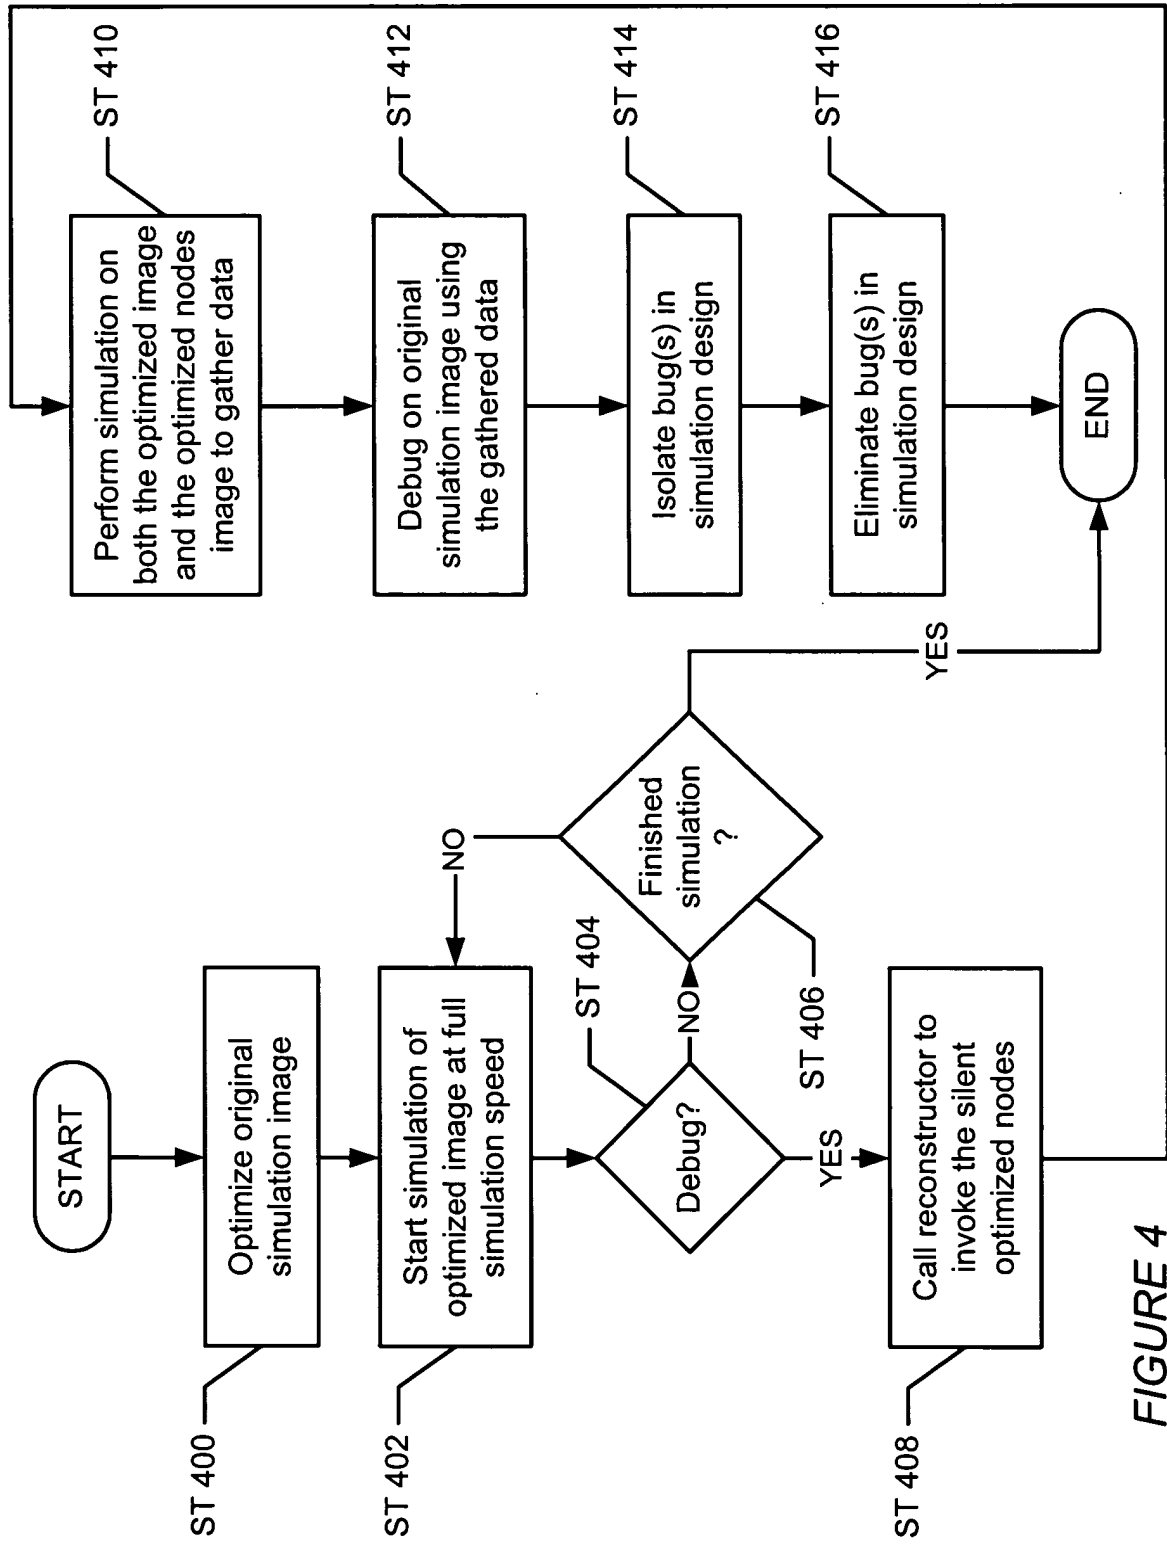 START
ST 400
Optimize original
simulation image
ST 402
Start simulation of
optimized image at full
simulation speed
ST 404
Debug?
NO
YES
Finished
simulation
?
ST 406
NO
YES
ST 408
Call reconstructor to
invoke the silent
optimized nodes
Perform simulation on
both the optimized image
and the optimized nodes
image to gather data
ST 410
Debug on original
simulation image using
the gathered data
ST 412
Isolate bug(s) in
simulation design
ST 414
Eliminate bug(s) in
simulation design
ST 416
END
FIGURE 4